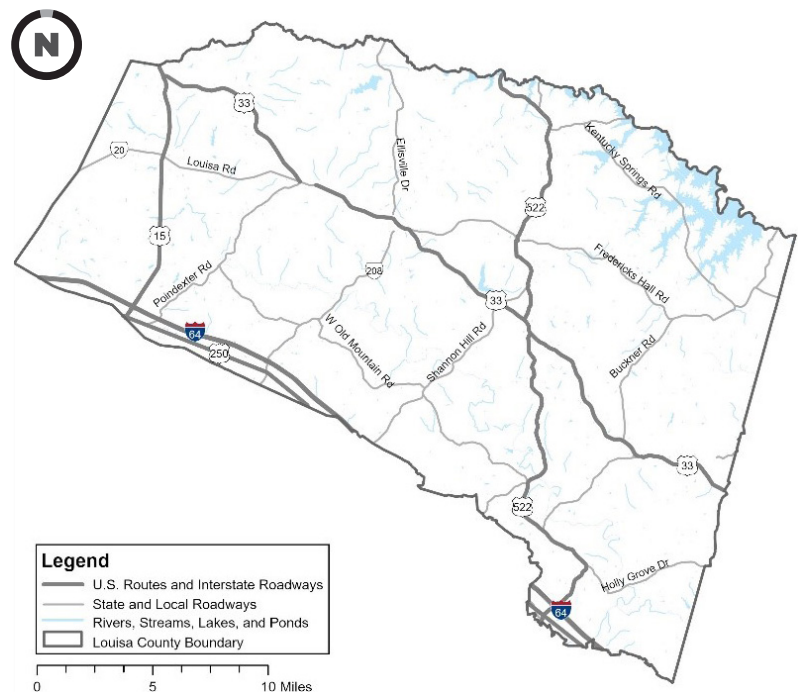 N
33
20
Louisa Rd
Ellisville Dr
Kentucky Springs Rd
522
15
Poindexter Rd
208
Fredericks Hall Rd
33
64
250
W Old Mountain Rd
Shannon Hill Rd
Buckner Rd
33
522
Holly Grove Dr
64
Legend
U.S. Routes and Interstate Roadways
State and Local Roadways
Rivers, Streams, Lakes, and Ponds
Louisa County Boundary
0 5 10 Miles